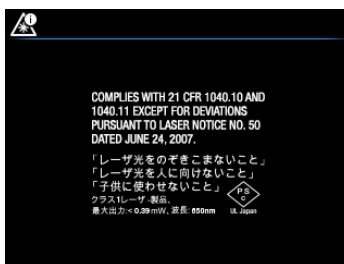 COMPLIES WITH 21 CFR 1040.10 AND
1040.11 EXCEPT FOR DEVIATIONS
PURSUANT TO LASER NOTICE NO. 50
DATED JUNE 24, 2007.
「レーザ光をのぞきこまないこと」
「レーザ光を人に向けないこと」
「子供に使わせないこと」
クラス1レーザ-製品、
最大出力:< 0.39 mW、波長: 650nm
PS
C
UL Japan